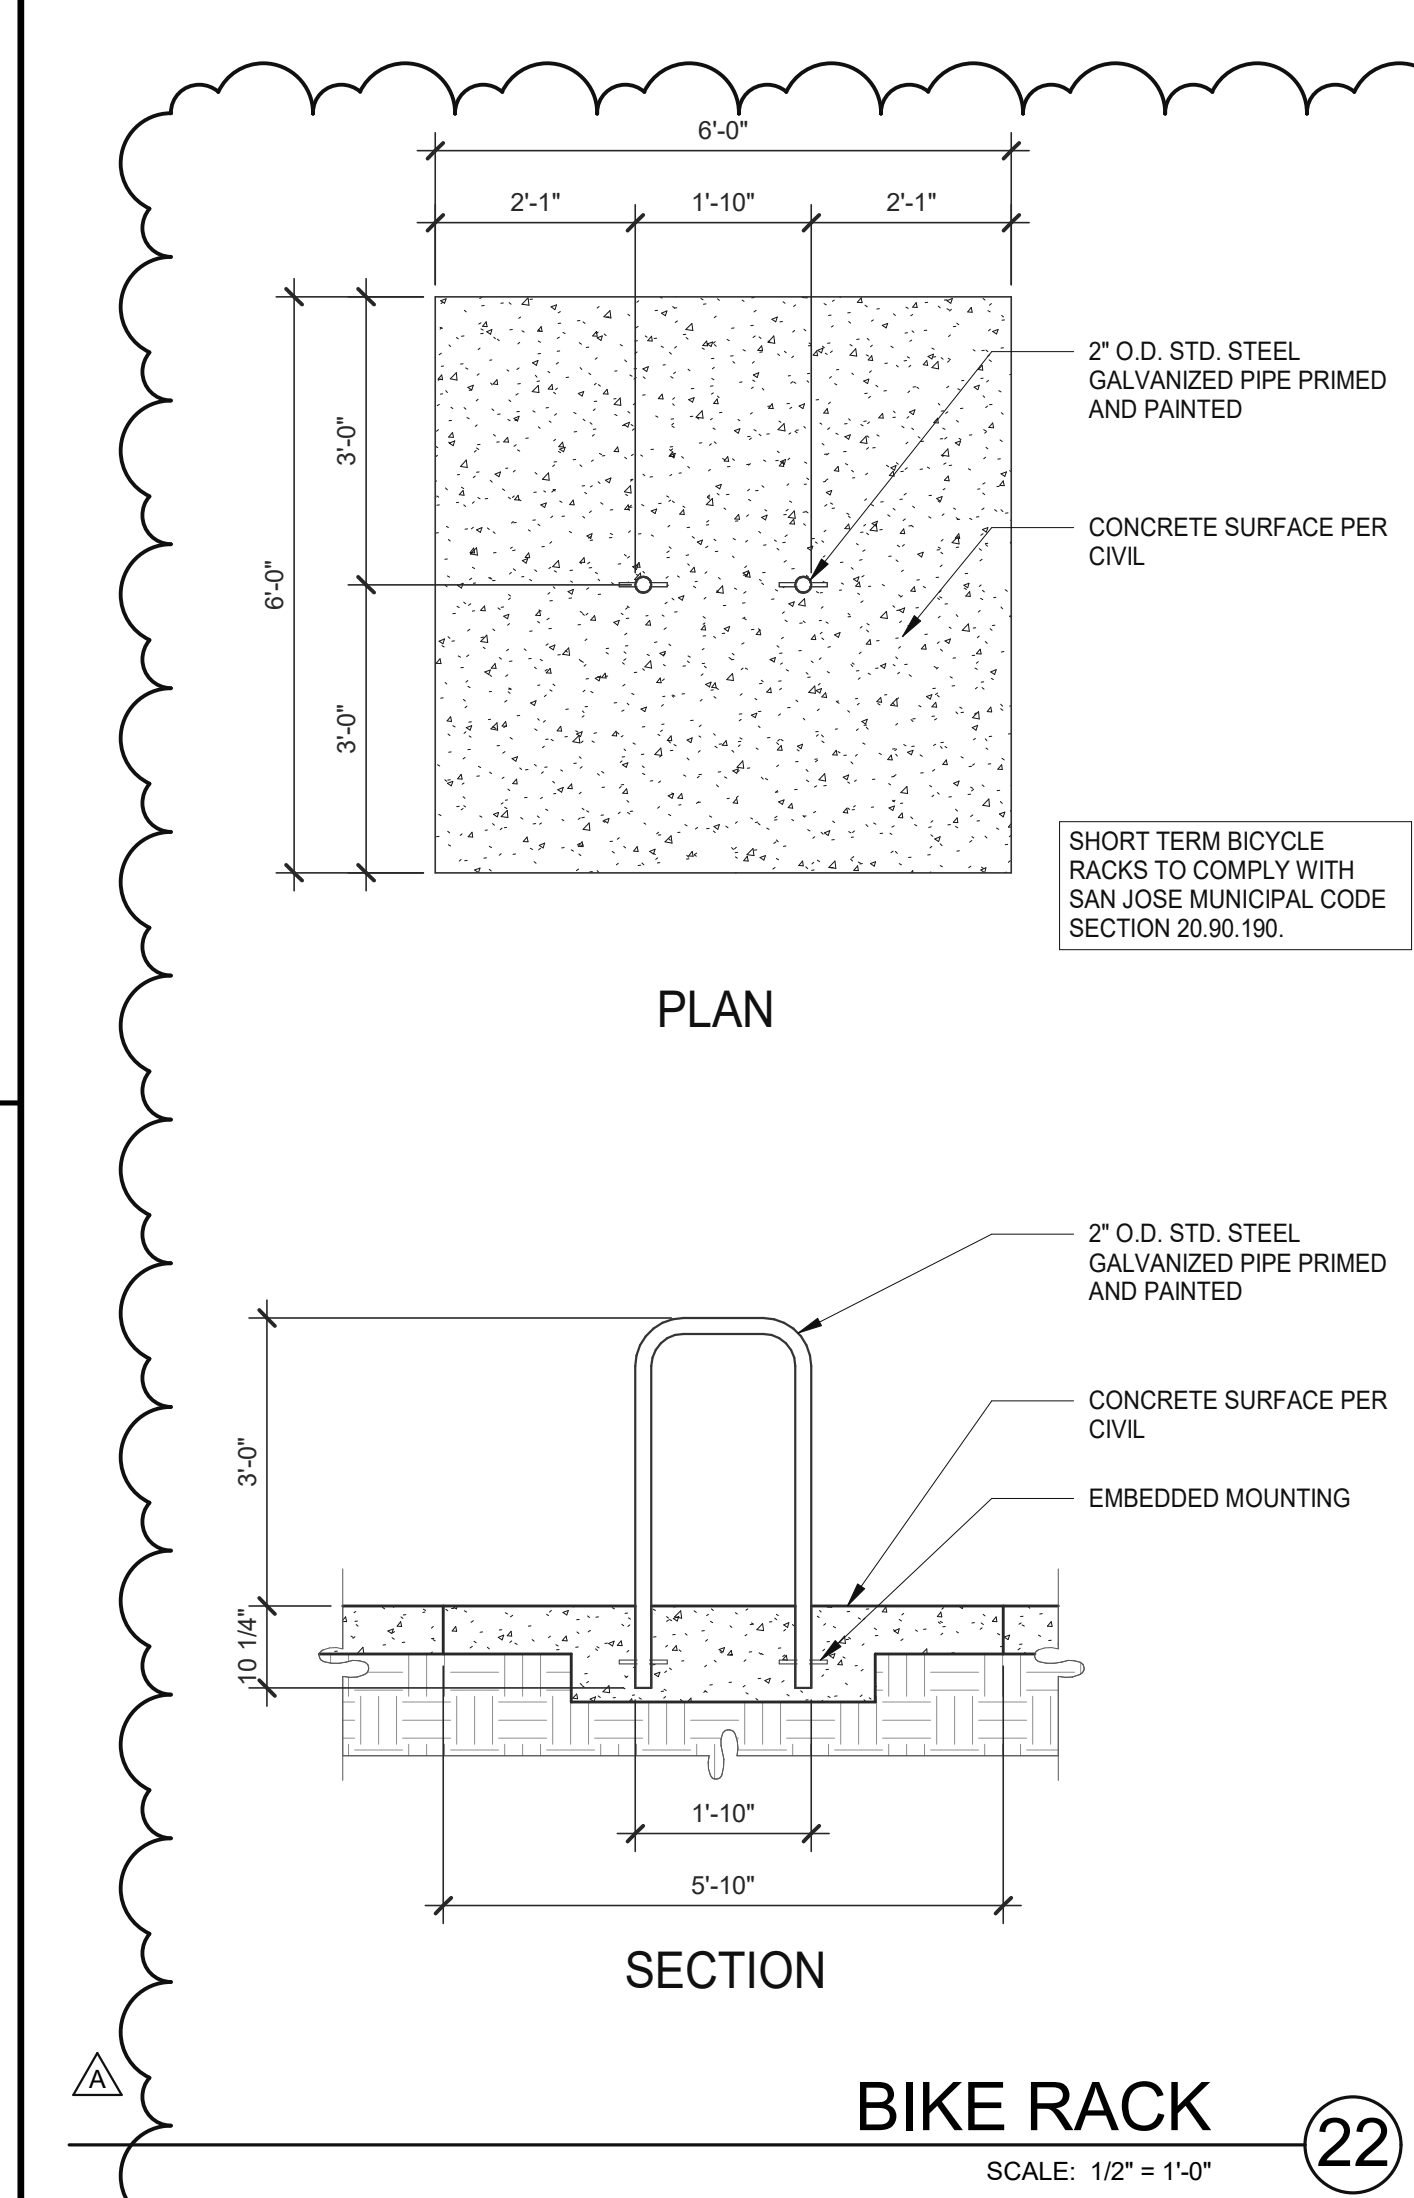 6'-0"
2'-1"
1'-10"
2'-1"
6'-0"
3'-0"
3'-0"
2" O.D. STD. STEEL
GALVANIZED PIPE PRIMED
AND PAINTED
CONCRETE SURFACE PER
CIVIL
SHORT TERM BICYCLE
RACKS TO COMPLY WITH
SAN JOSE MUNICIPAL CODE
SECTION 20.90.190.
PLAN
2" O.D. STD. STEEL
GALVANIZED PIPE PRIMED
AND PAINTED
CONCRETE SURFACE PER
CIVIL
EMBEDDED MOUNTING
3'-0"
10 1/4"
1'-10"
5'-10"
SECTION
A
BIKE RACK
22
SCALE: 1/2" = 1'-0"